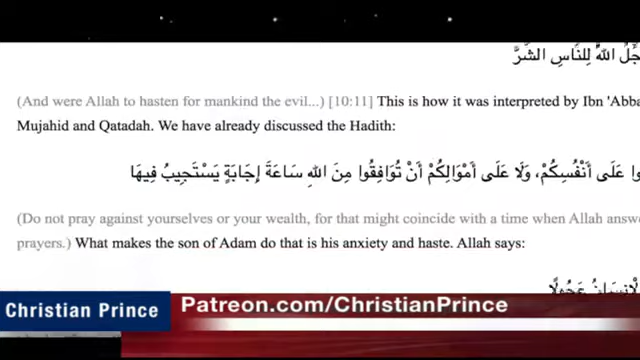 جِّلُ اللَّهُ لِلنَّاسِ الشَّرَّ
(And were Allah to hasten for mankind the evil...) [10:11] This is how it was interpreted by Ibn 'Abba
Mujahid and Qatadah. We have already discussed the Hadith:
وا عَلَى أَنْفُسِكُمْ، وَلَا عَلَى أَمْوَالِكُمْ أَنْ تُوَافِقُوا مِنَ اللهِ سَاعَةَ إِجَابَةٍ يَسْتَجِيبُ فِيهَا
(Do not pray against yourselves or your wealth, for that might coincide with a time when Allah answ
prayers.) What makes the son of Adam do that is his anxiety and haste. Allah says:
لْإِنسَانُ عَجُولًا
Christian Prince
Patreon.com/ChristianPrince